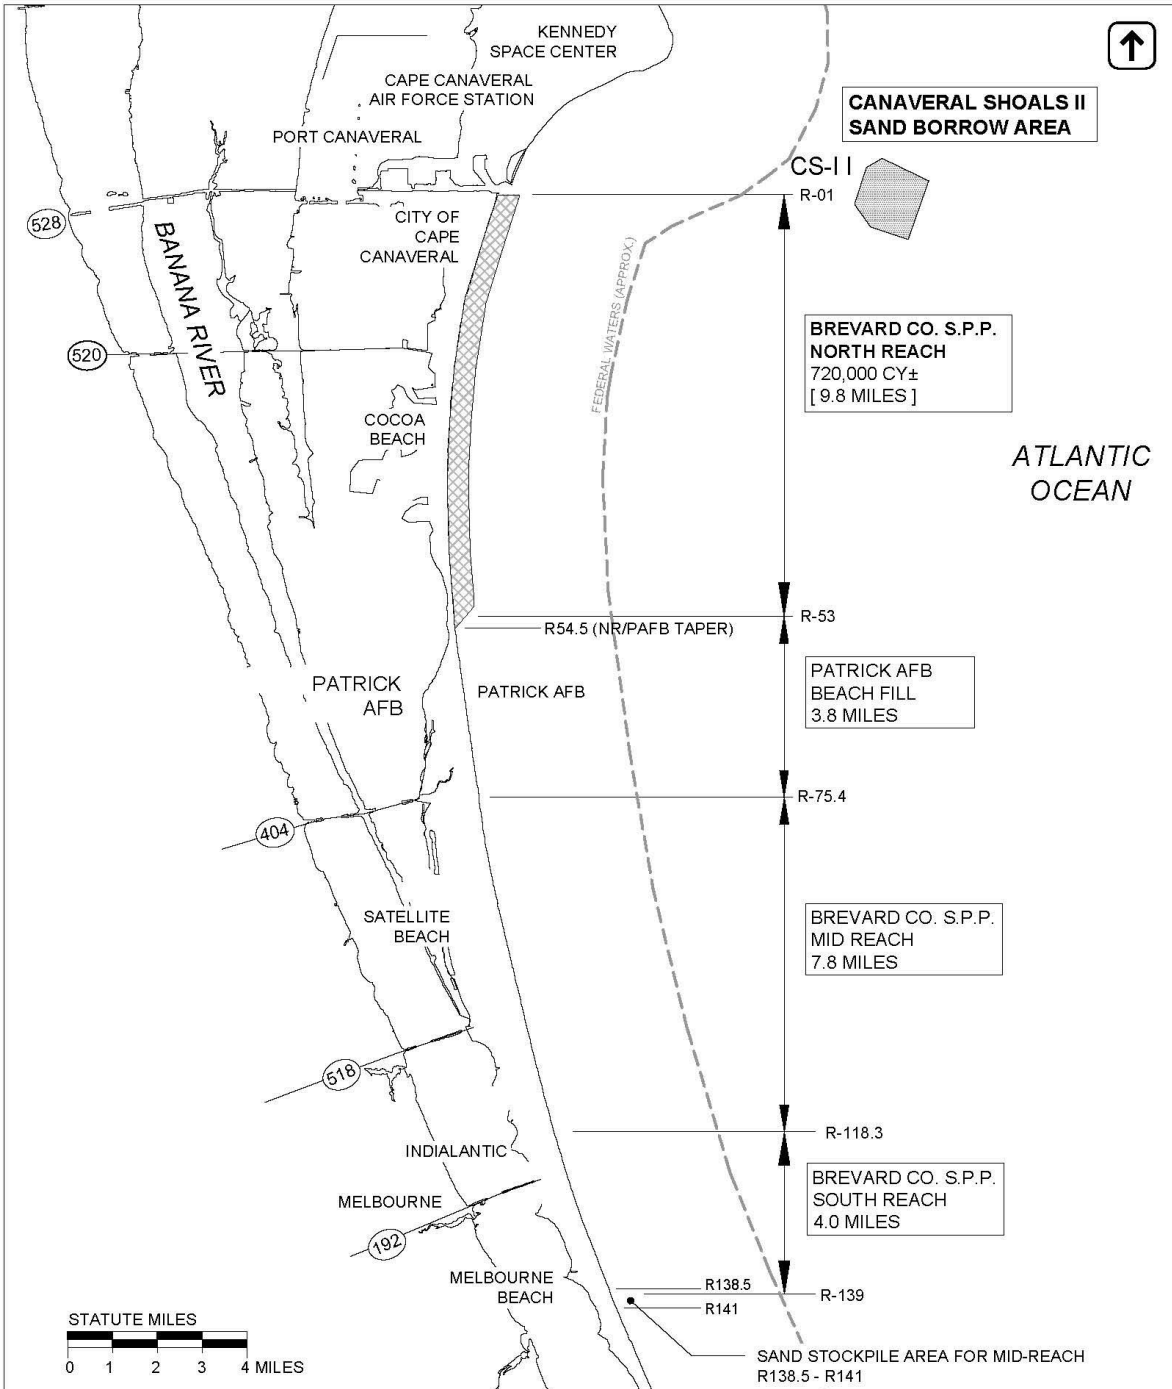 KENNEDY
SPACE CENTER
CAPE CANAVERAL
AIR FORCE STATION
PORT CANAVERAL
CANAVERAL SHOALS II
SAND BORROW AREA
CS-I I
R-01
528
CITY OF
CAPE
CANAVERAL
BANANA RIVER
FEDERAL WATERS (APPROX.)
BREVARD CO. S.P.P.
NORTH REACH
720,000 CY±
[ 9.8 MILES ]
520
COCOA
BEACH
ATLANTIC
OCEAN
R-53
R54.5 (NR/PAFB TAPER)
PATRICK
AFB
PATRICK AFB
PATRICK AFB
BEACH FILL
3.8 MILES
R-75.4
404
SATELLITE
BEACH
BREVARD CO. S.P.P.
MID REACH
7.8 MILES
518
R-118.3
INDIALANTIC
BREVARD CO. S.P.P.
SOUTH REACH
4.0 MILES
MELBOURNE
192
MELBOURNE
BEACH
R138.5
R-139
R141
STATUTE MILES
0 1 2 3 4 MILES
SAND STOCKPILE AREA FOR MID-REACH
R138.5 - R141